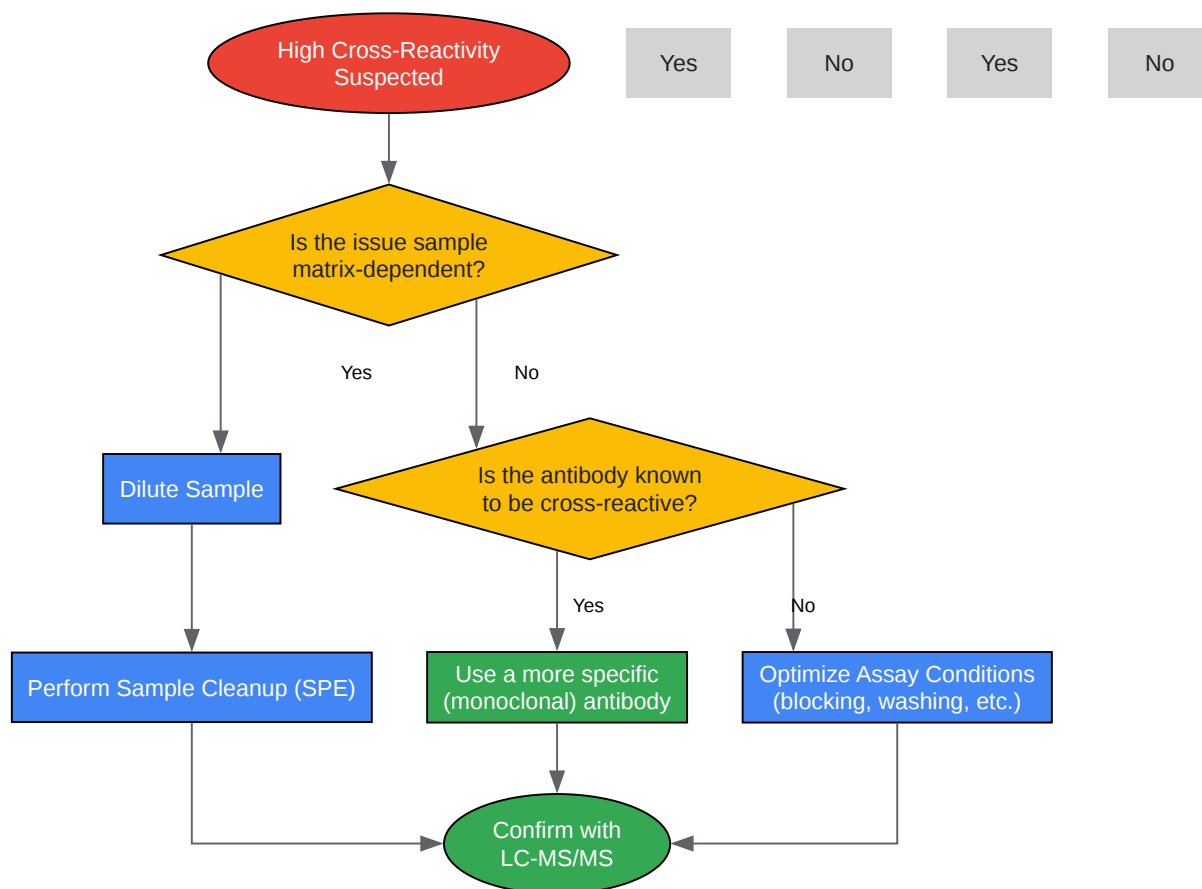 High Cross-Reactivity
Suspected
Yes
No
Yes
No
Is the issue sample
matrix-dependent?
Yes
No
Dilute Sample
Is the antibody known
to be cross-reactive?
Yes
No
Perform Sample Cleanup (SPE)
Use a more specific
(monoclonal) antibody
Optimize Assay Conditions
(blocking, washing, etc.)
Confirm with
LC-MS/MS